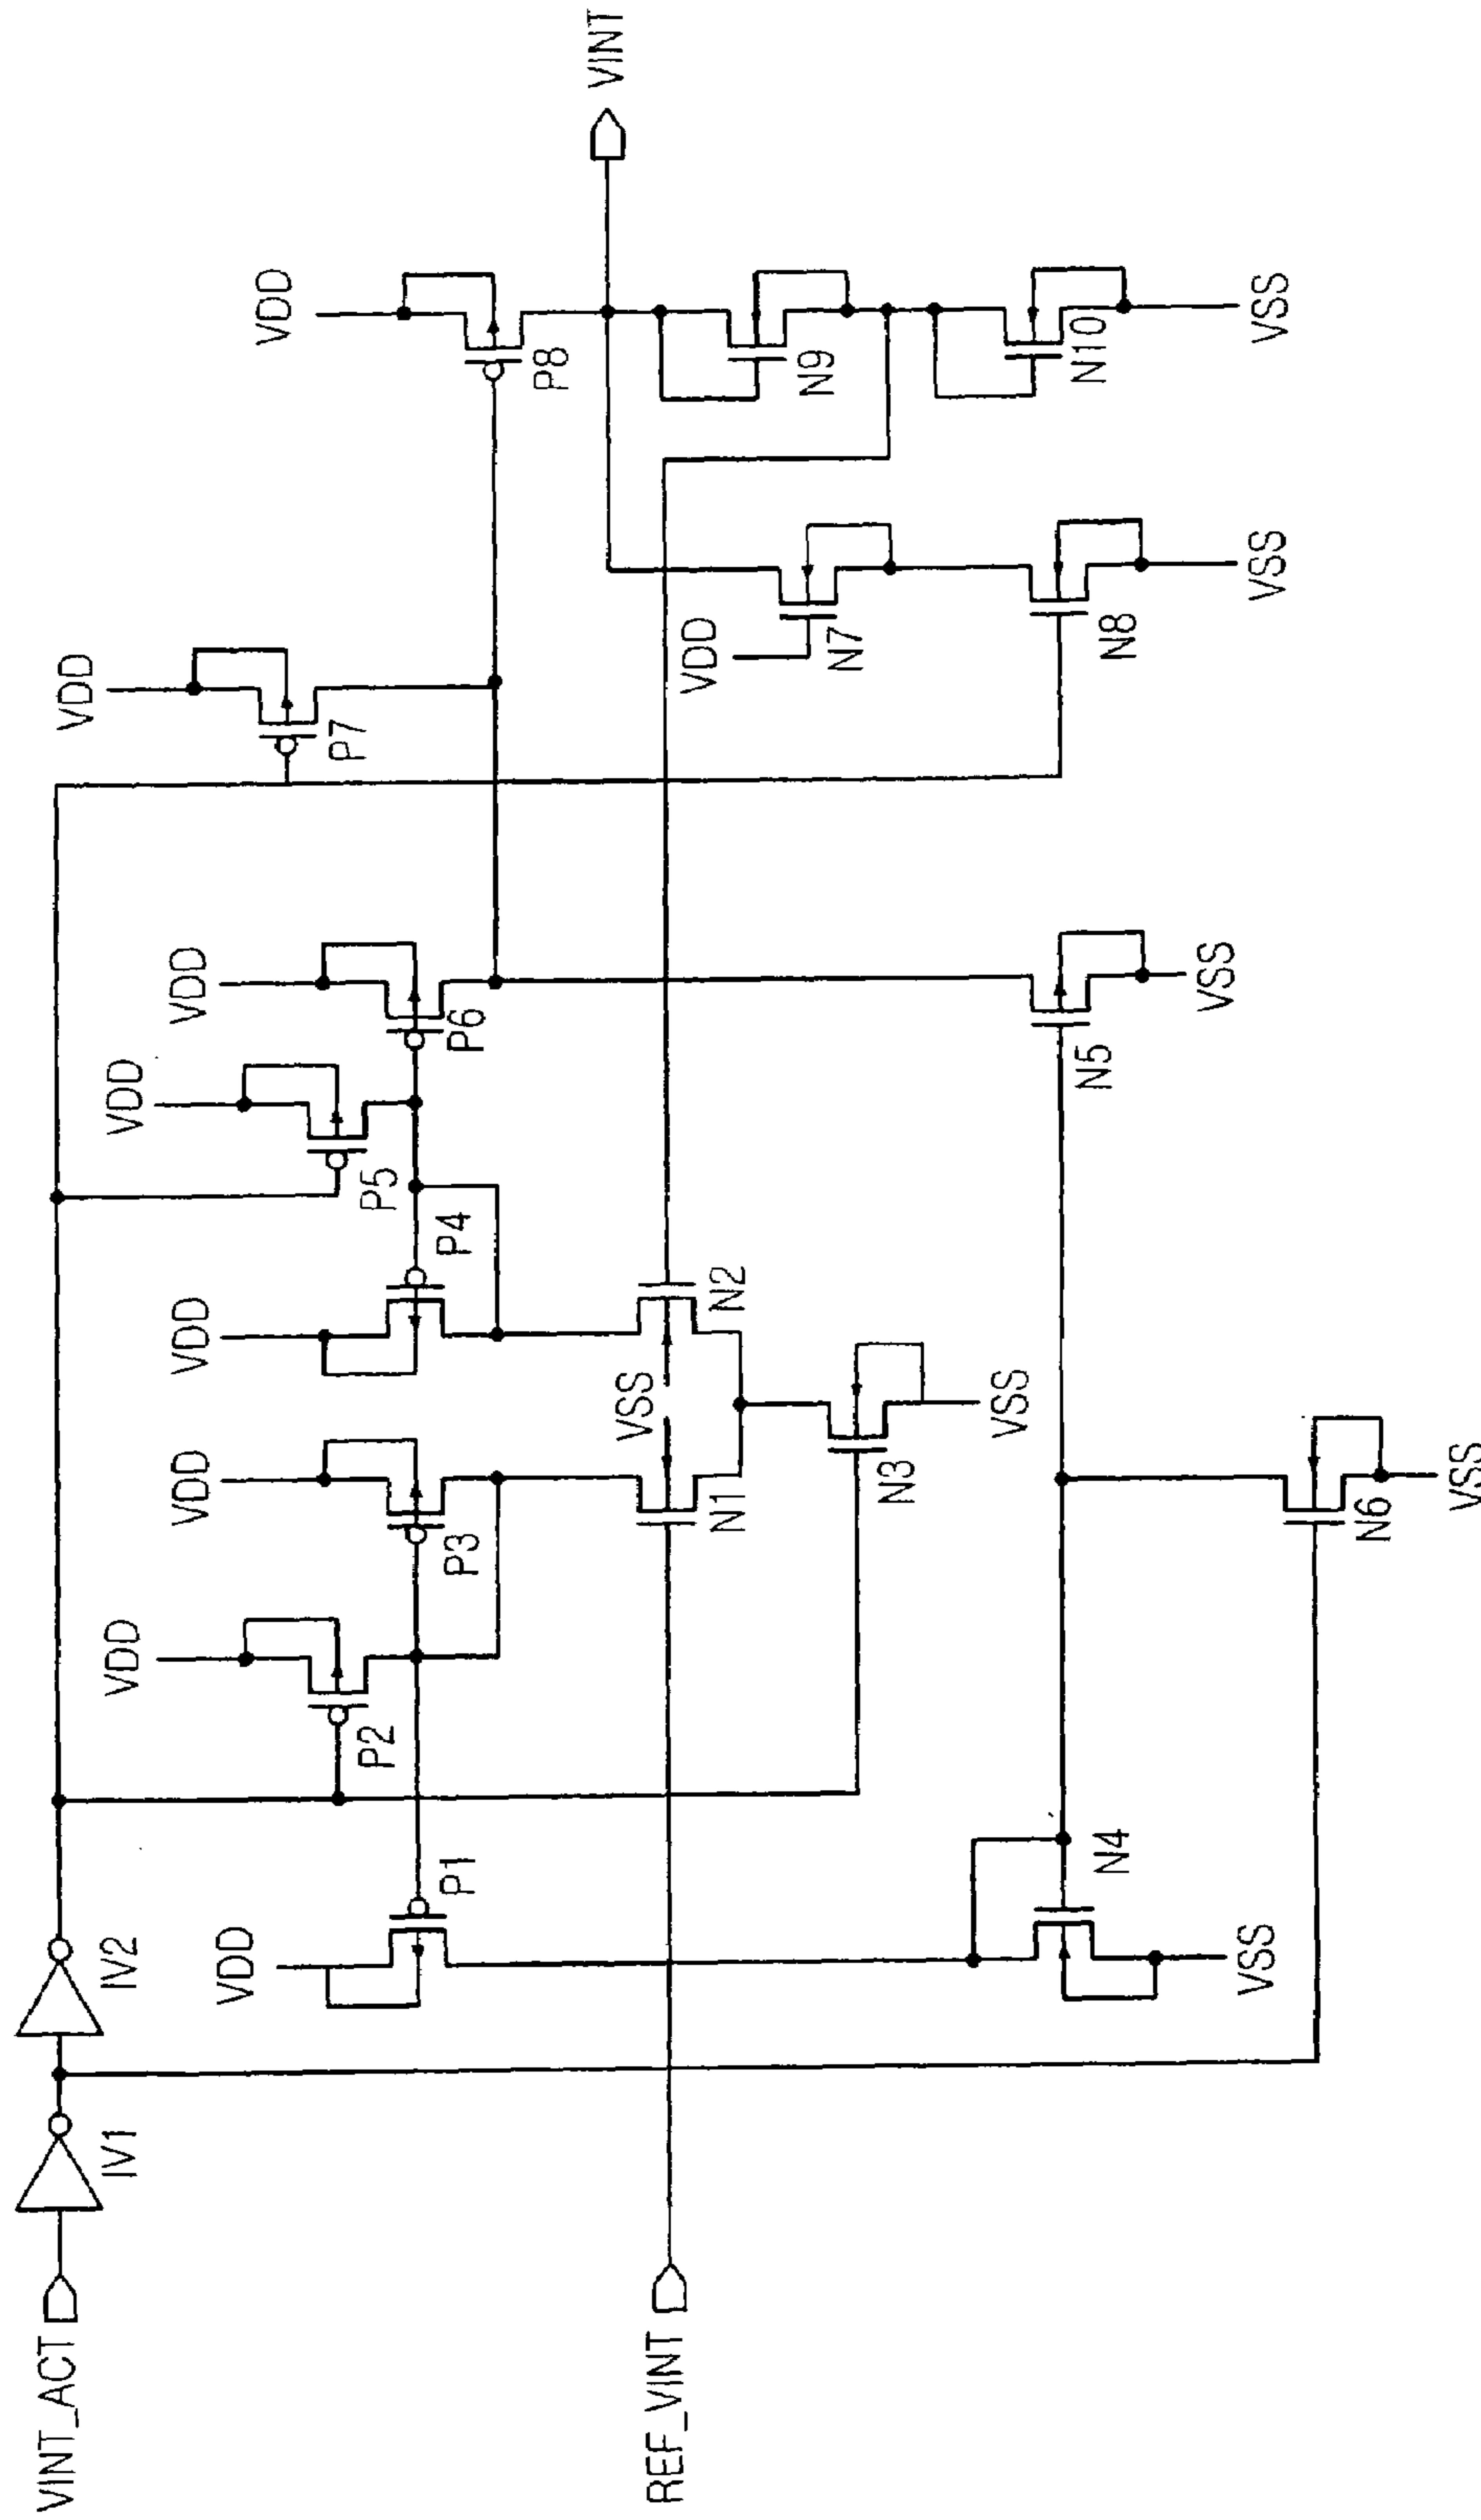 VINT_ACT
IV1
IV2
REF_VINT
VDD
P1
VDD
P2
VDD
P3
VDD
P4
VDD
P5
VDD
P6
VDD
P7
VDD
P8
VINT
N1
VSS
N2
N3
VSS
VDD
N7
N9
N4
VSS
N5
VSS
N8
VSS
N10
VSS
N6
VSS